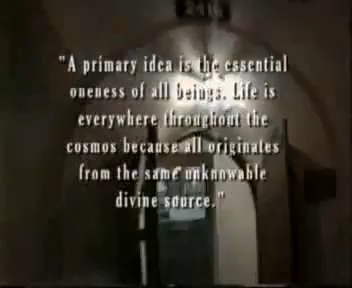 "A primary idea is the essential
oneness of all beings. Life is
everywhere throughout the
cosmos because all originates
from the same unknowable
divine source."